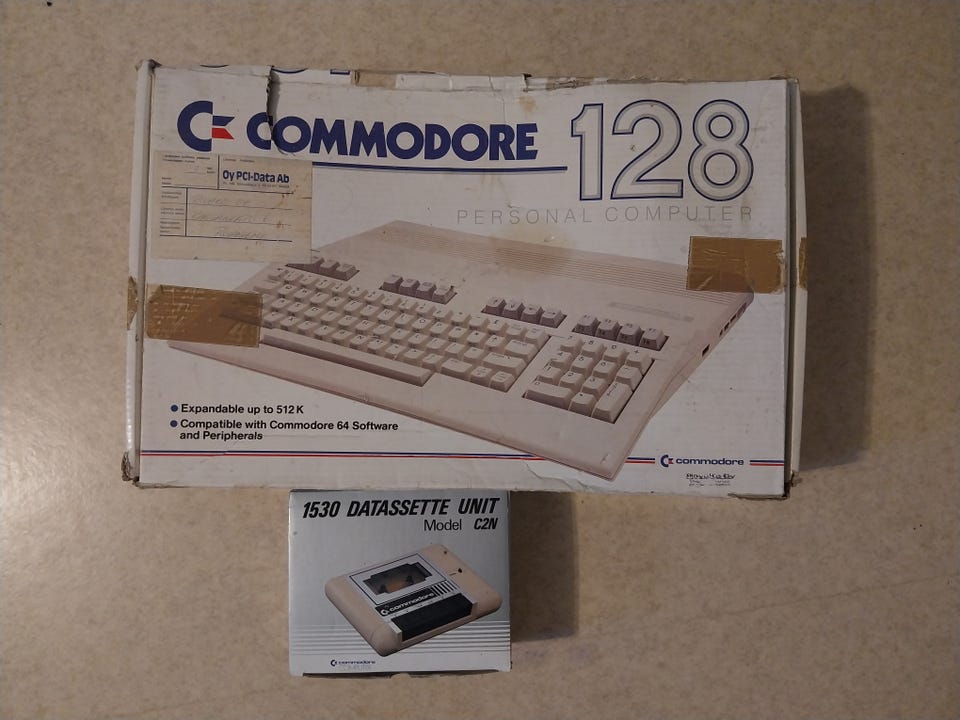 COMMODORE 128
PERSONAL COMPUTER
Oy PCI-Data Ab
Expandable up to 512 K
Compatible with Commodore 64 Software
and Peripherals
commodore
1530 DATASSETTE UNIT
Model C2N
commodore
commodore
COMPUTER